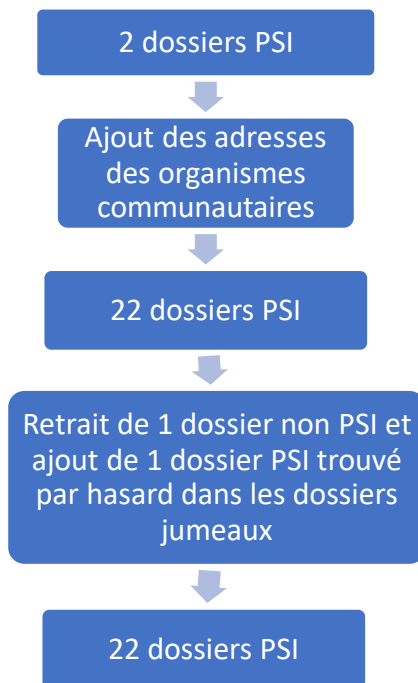 2 dossiers PSI
Ajout des adresses
des organismes
communautaires
22 dossiers PSI
Retrait de 1 dossier non PSI et
ajout de 1 dossier PSI trouvé
par hasard dans les dossiers
jumeaux
22 dossiers PSI